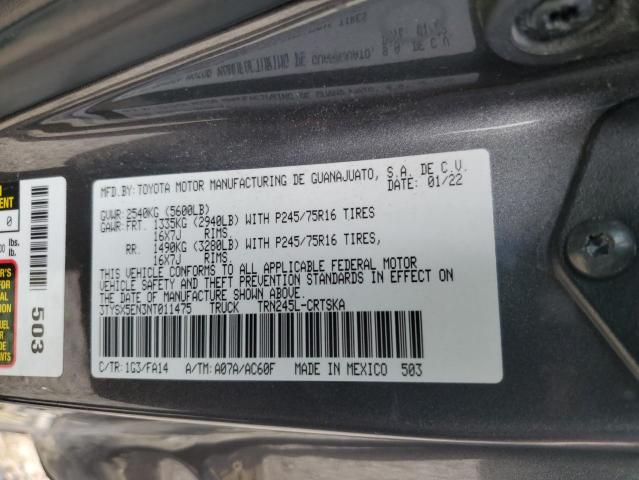 MFD.BY: TOYOTA MOTOR MANUFACTURING DE GUANAJUATO, S.A. DE C.V.
DATE: 01/22
GVWR: 2540KG (5600LB)
GAWR: FRT. 1335KG (2940LB) WITH P245/75R16 TIRES
16X7J RIMS.
RR. 1490KG (3280LB) WITH P245/75R16 TIRES,
16X7J RIMS.
THIS VEHICLE CONFORMS TO ALL APPLICABLE FEDERAL MOTOR
VEHICLE SAFETY AND THEFT PREVENTION STANDARDS IN EFFECT ON
THE DATE OF MANUFACTURE SHOWN ABOVE.
3TYSX5EN3NT011475 TRUCK TRN245L-CRTSKA
C/TR: 1G3/FA14 A/TM: A07A/AC60F MADE IN MEXICO 503
503
0
lbs.
lb.